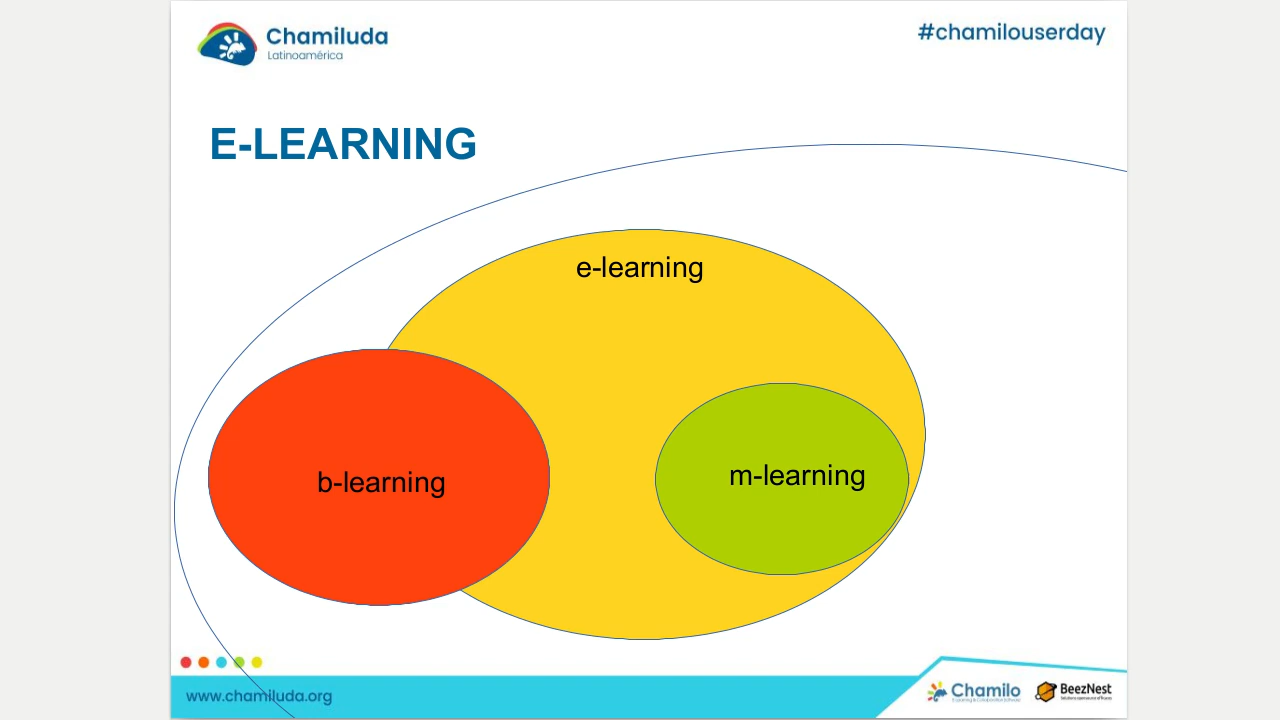 Chamiluda
Latinoamérica
#chamilouserday
E-LEARNING
e-learning
b-learning
m-learning
www.chamiluda.org
Chamilo
BeezNest